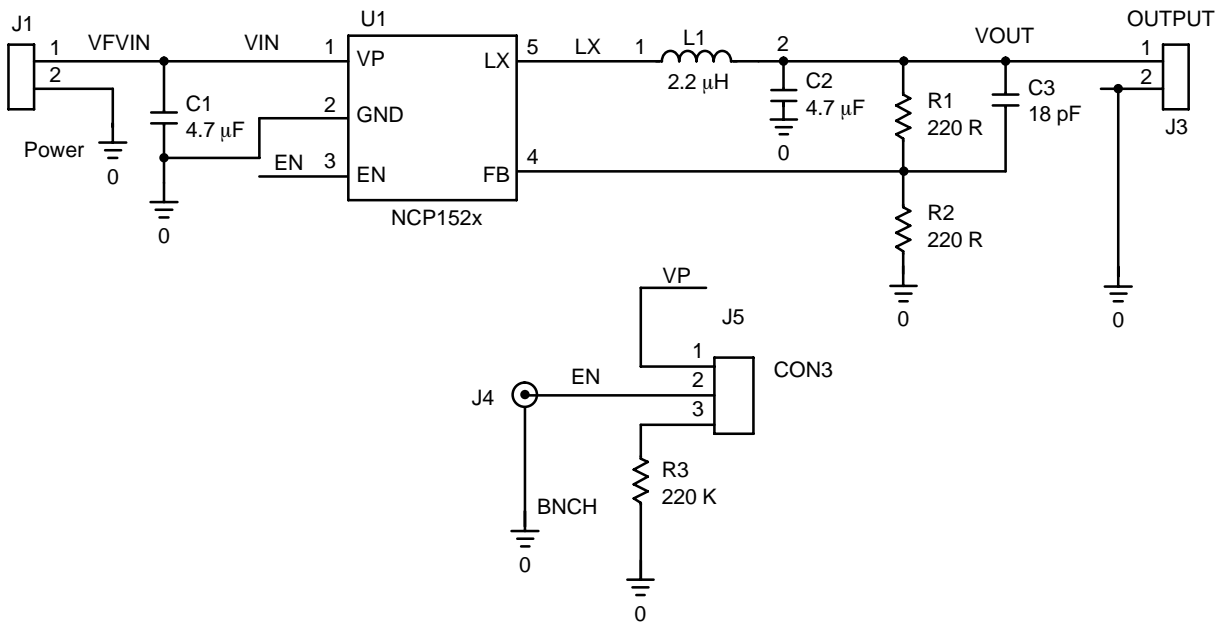 J1
Power
1
2
VFVIN
VIN
0
C1
4.7 μF
0
U1
1
VP
2
GND
3
EN
EN
LX
5
FB
4
NCP152x
LX
1
L1
2.2 μH
2
C2
4.7 μF
0
R1
220 R
R2
220 R
0
VOUT
C3
18 pF
OUTPUT
1
2
J3
0
VP
J5
1
2
3
CON3
J4
EN
BNCH
0
R3
220 K
0